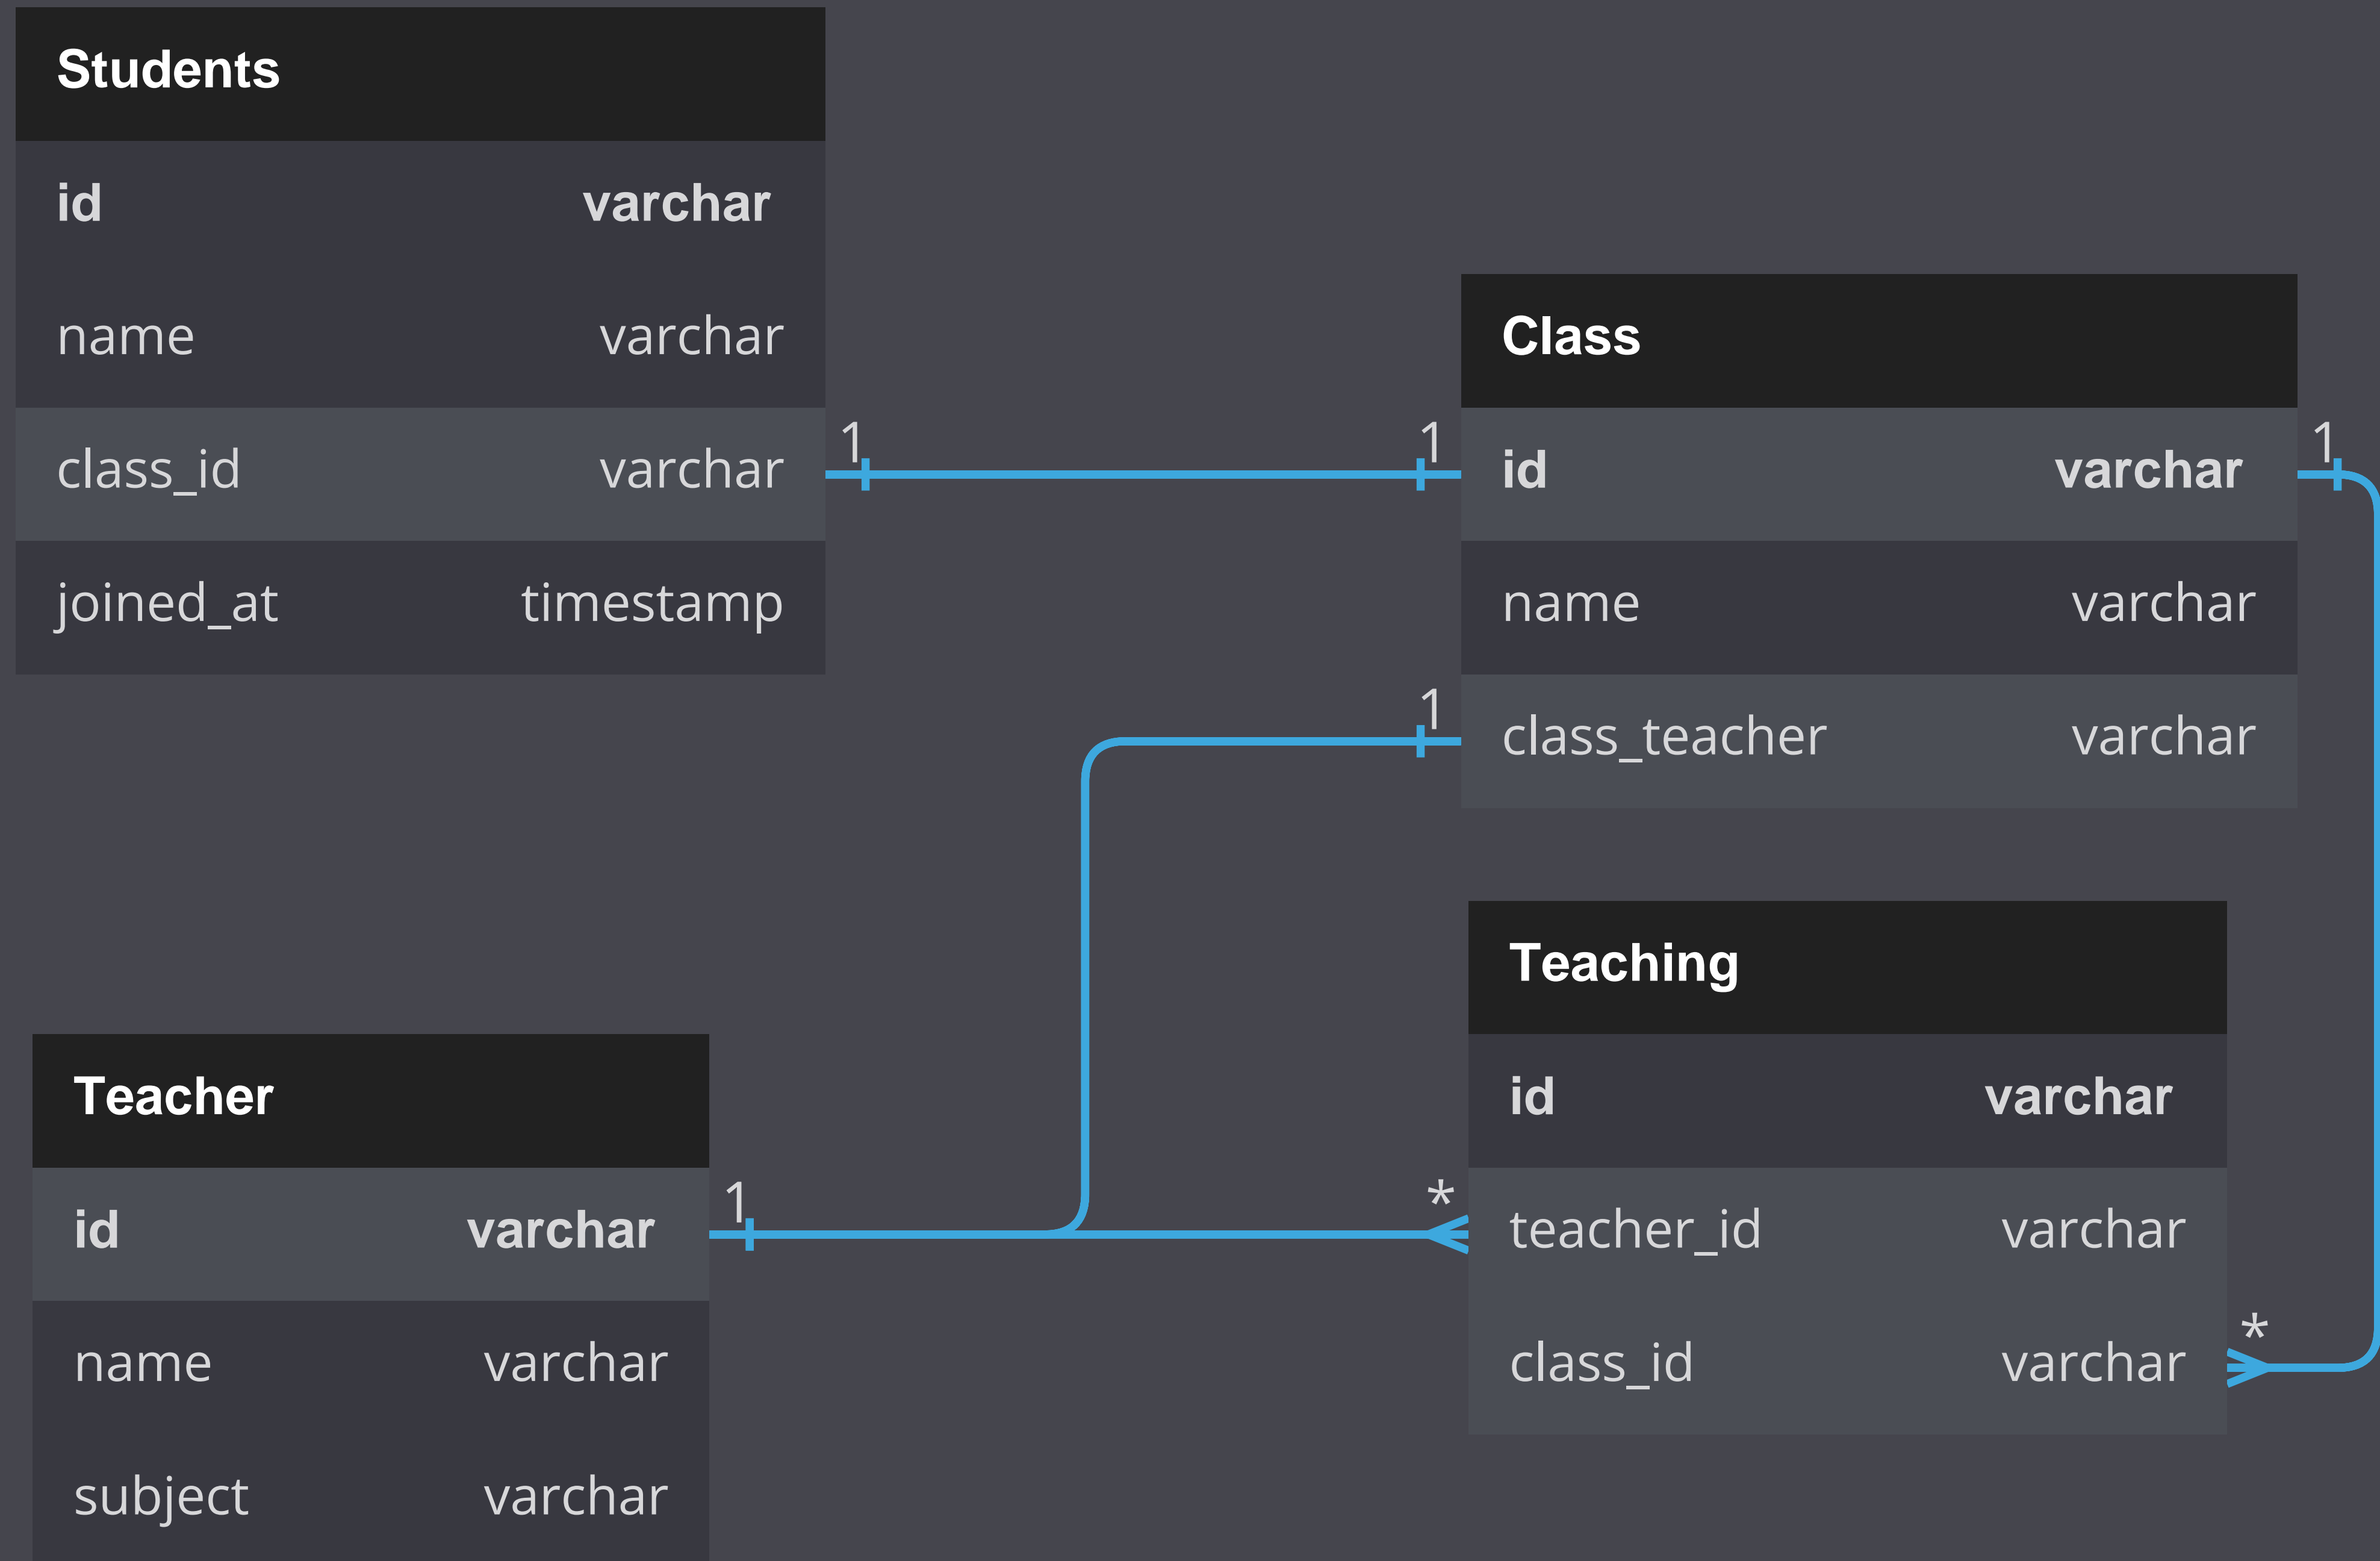 Students
id varchar
name varchar
class_id varchar
joined_at timestamp
1 1
Class
id varchar
name varchar
class_teacher varchar
1
1
Teaching
id varchar
teacher_id varchar
class_id varchar
*
*
Teacher
id varchar
name varchar
subject varchar
1